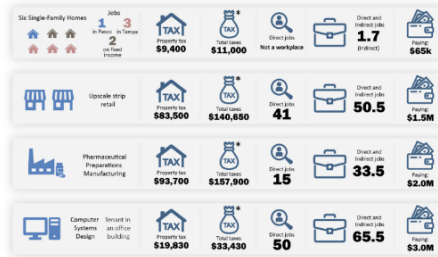 Six Single-Family Homes
Jobs
1 3
in Pasco in Tampa
2
on fixed
income
TAX
Property tax
$9,400
TAX *
Total taxes
$11,000
Direct jobs
Not a workplace
Direct and
Indirect jobs
1.7
(Indirect)
Paying:
$65k
Upscale strip
retail
TAX
Property tax
$83,500
TAX *
Total taxes
$140,650
Direct jobs
41
Direct and
Indirect jobs
50.5
Paying:
$1.5M
Pharmaceutical
Preparations
Manufacturing
TAX
Property tax
$93,700
TAX *
Total taxes
$157,900
Direct jobs
15
Direct and
Indirect jobs
33.5
Paying:
$2.0M
Computer
Systems
Design
Tenant in
an office
building
TAX
Property tax
$19,830
TAX *
Total taxes
$33,430
Direct jobs
50
Direct and
Indirect jobs
65.5
Paying:
$3.0M